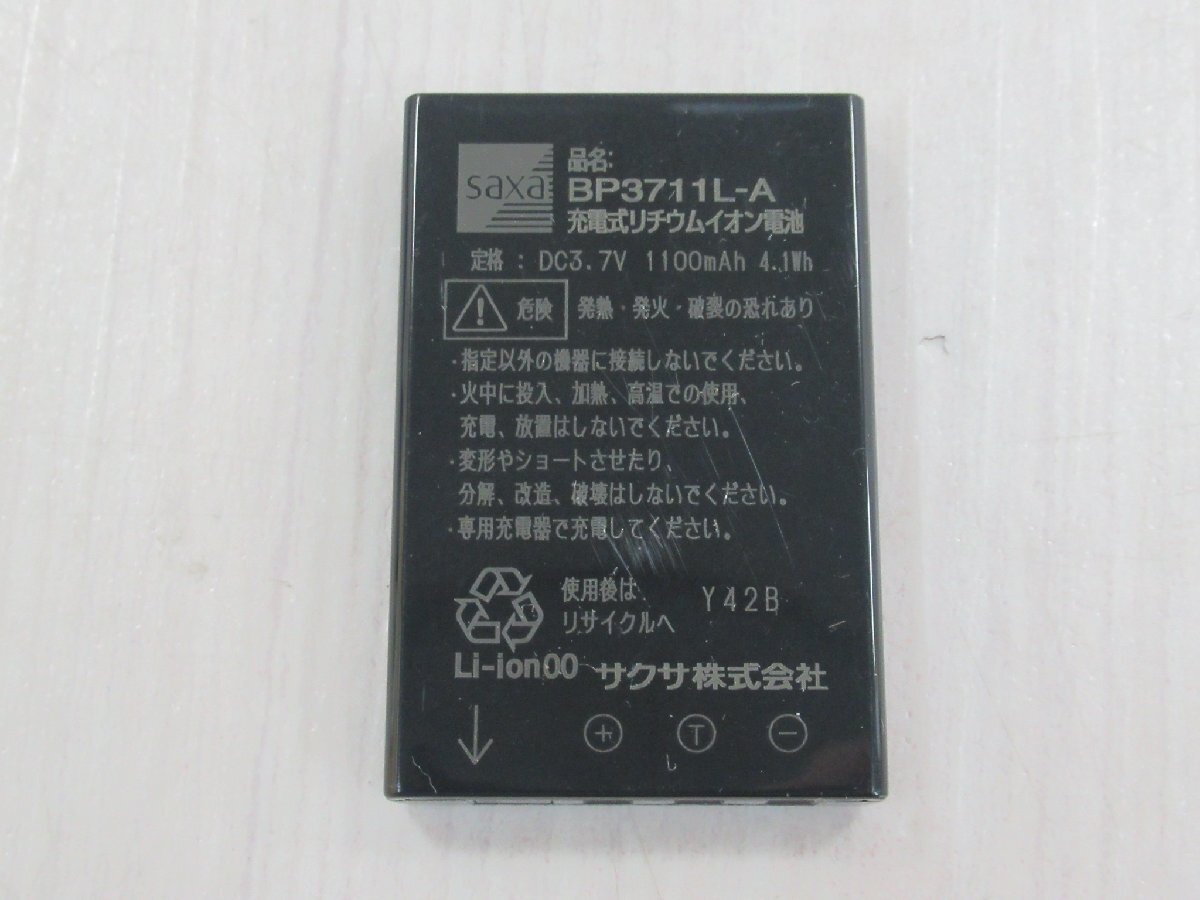 saxa
品名:
BP3711L-A
充電式リチウムイオン電池
定格 : DC3.7V 1100mAh 4.1Wh
危険 発熱・発火・破裂の恐れあり
・指定以外の機器に接続しないでください。
・火中に投入、加熱、高温での使用、
充電、放置はしないでください。
・変形やショートさせたり、
分解、改造、破壊はしないでください。
・専用充電器で充電してください。
使用後は
リサイクルへ
Y42B
Li-ion00 サクサ株式会社
+ T -